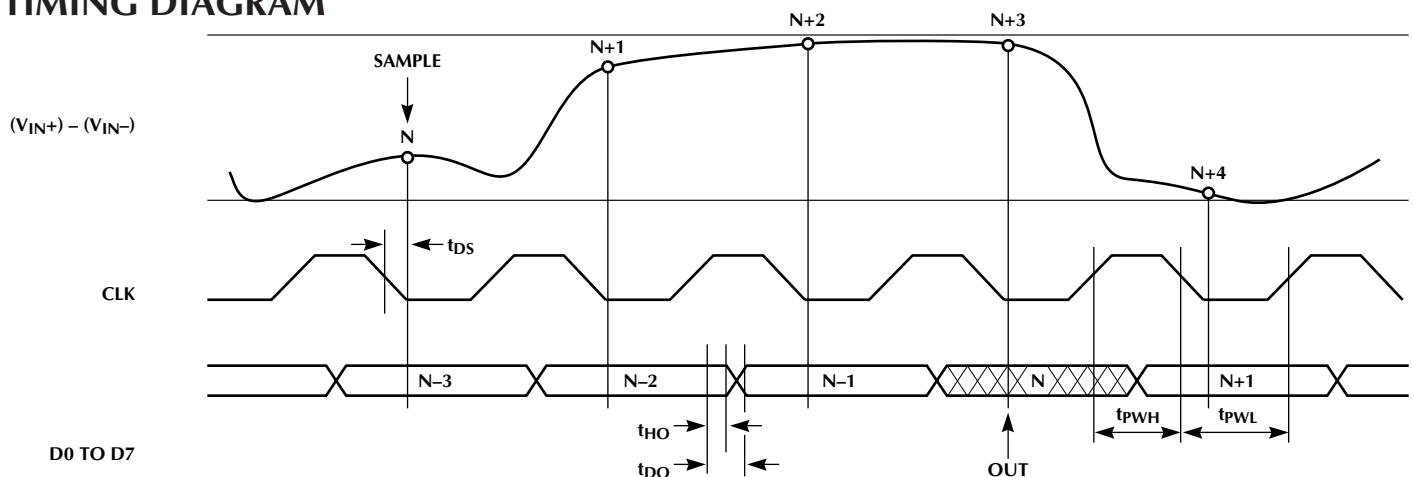 TIMING DIAGRAM
N+2
N+3
N+1
SAMPLE
(VIN+) – (VIN–)
N
N+4
tDS
CLK
N–3
N–2
N–1
N
N+1
tHO
tPWH
tPWL
D0 TO D7
tDO
OUT